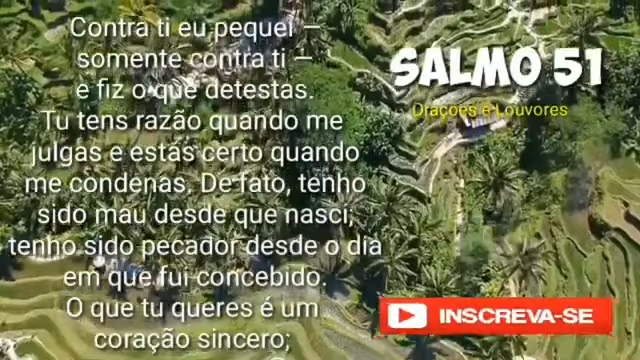 Contra ti eu pequei —
somente contra ti —
e fiz o que detestas.
Tu tens razão quando me
julgas e estás certo quando
me condenas. De fato, tenho
sido mau desde que nasci;
tenho sido pecador desde o dia
em que fui concebido.
O que tu queres é um
coração sincero;
SALMO 51
Orações e Louvores
INSCREVA-SE